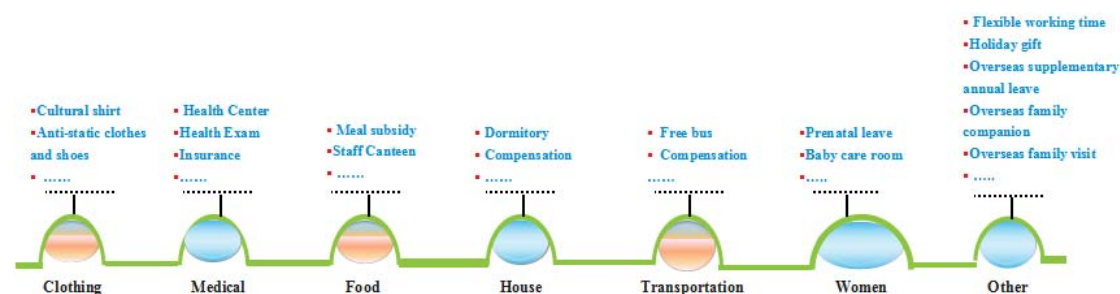 ▪Cultural shirt
▪Anti-static clothes
and shoes
▪ ......
▪ Health Center
▪Health Exam
▪Insurance
▪......
▪ Meal subsidy
▪Staff Canteen
▪ ......
▪ Dormitory
▪ Compensation
▪ ......
▪ Free bus
▪ Compensation
......
▪Prenatal leave
▪Baby care room
▪.....
▪ Flexible working time
▪Holiday gift
▪Overseas supplementary
annual leave
▪Overseas family
companion
▪Overseas family visit
▪ .....
Clothing
Medical
Food
House
Transportation
Women
Other